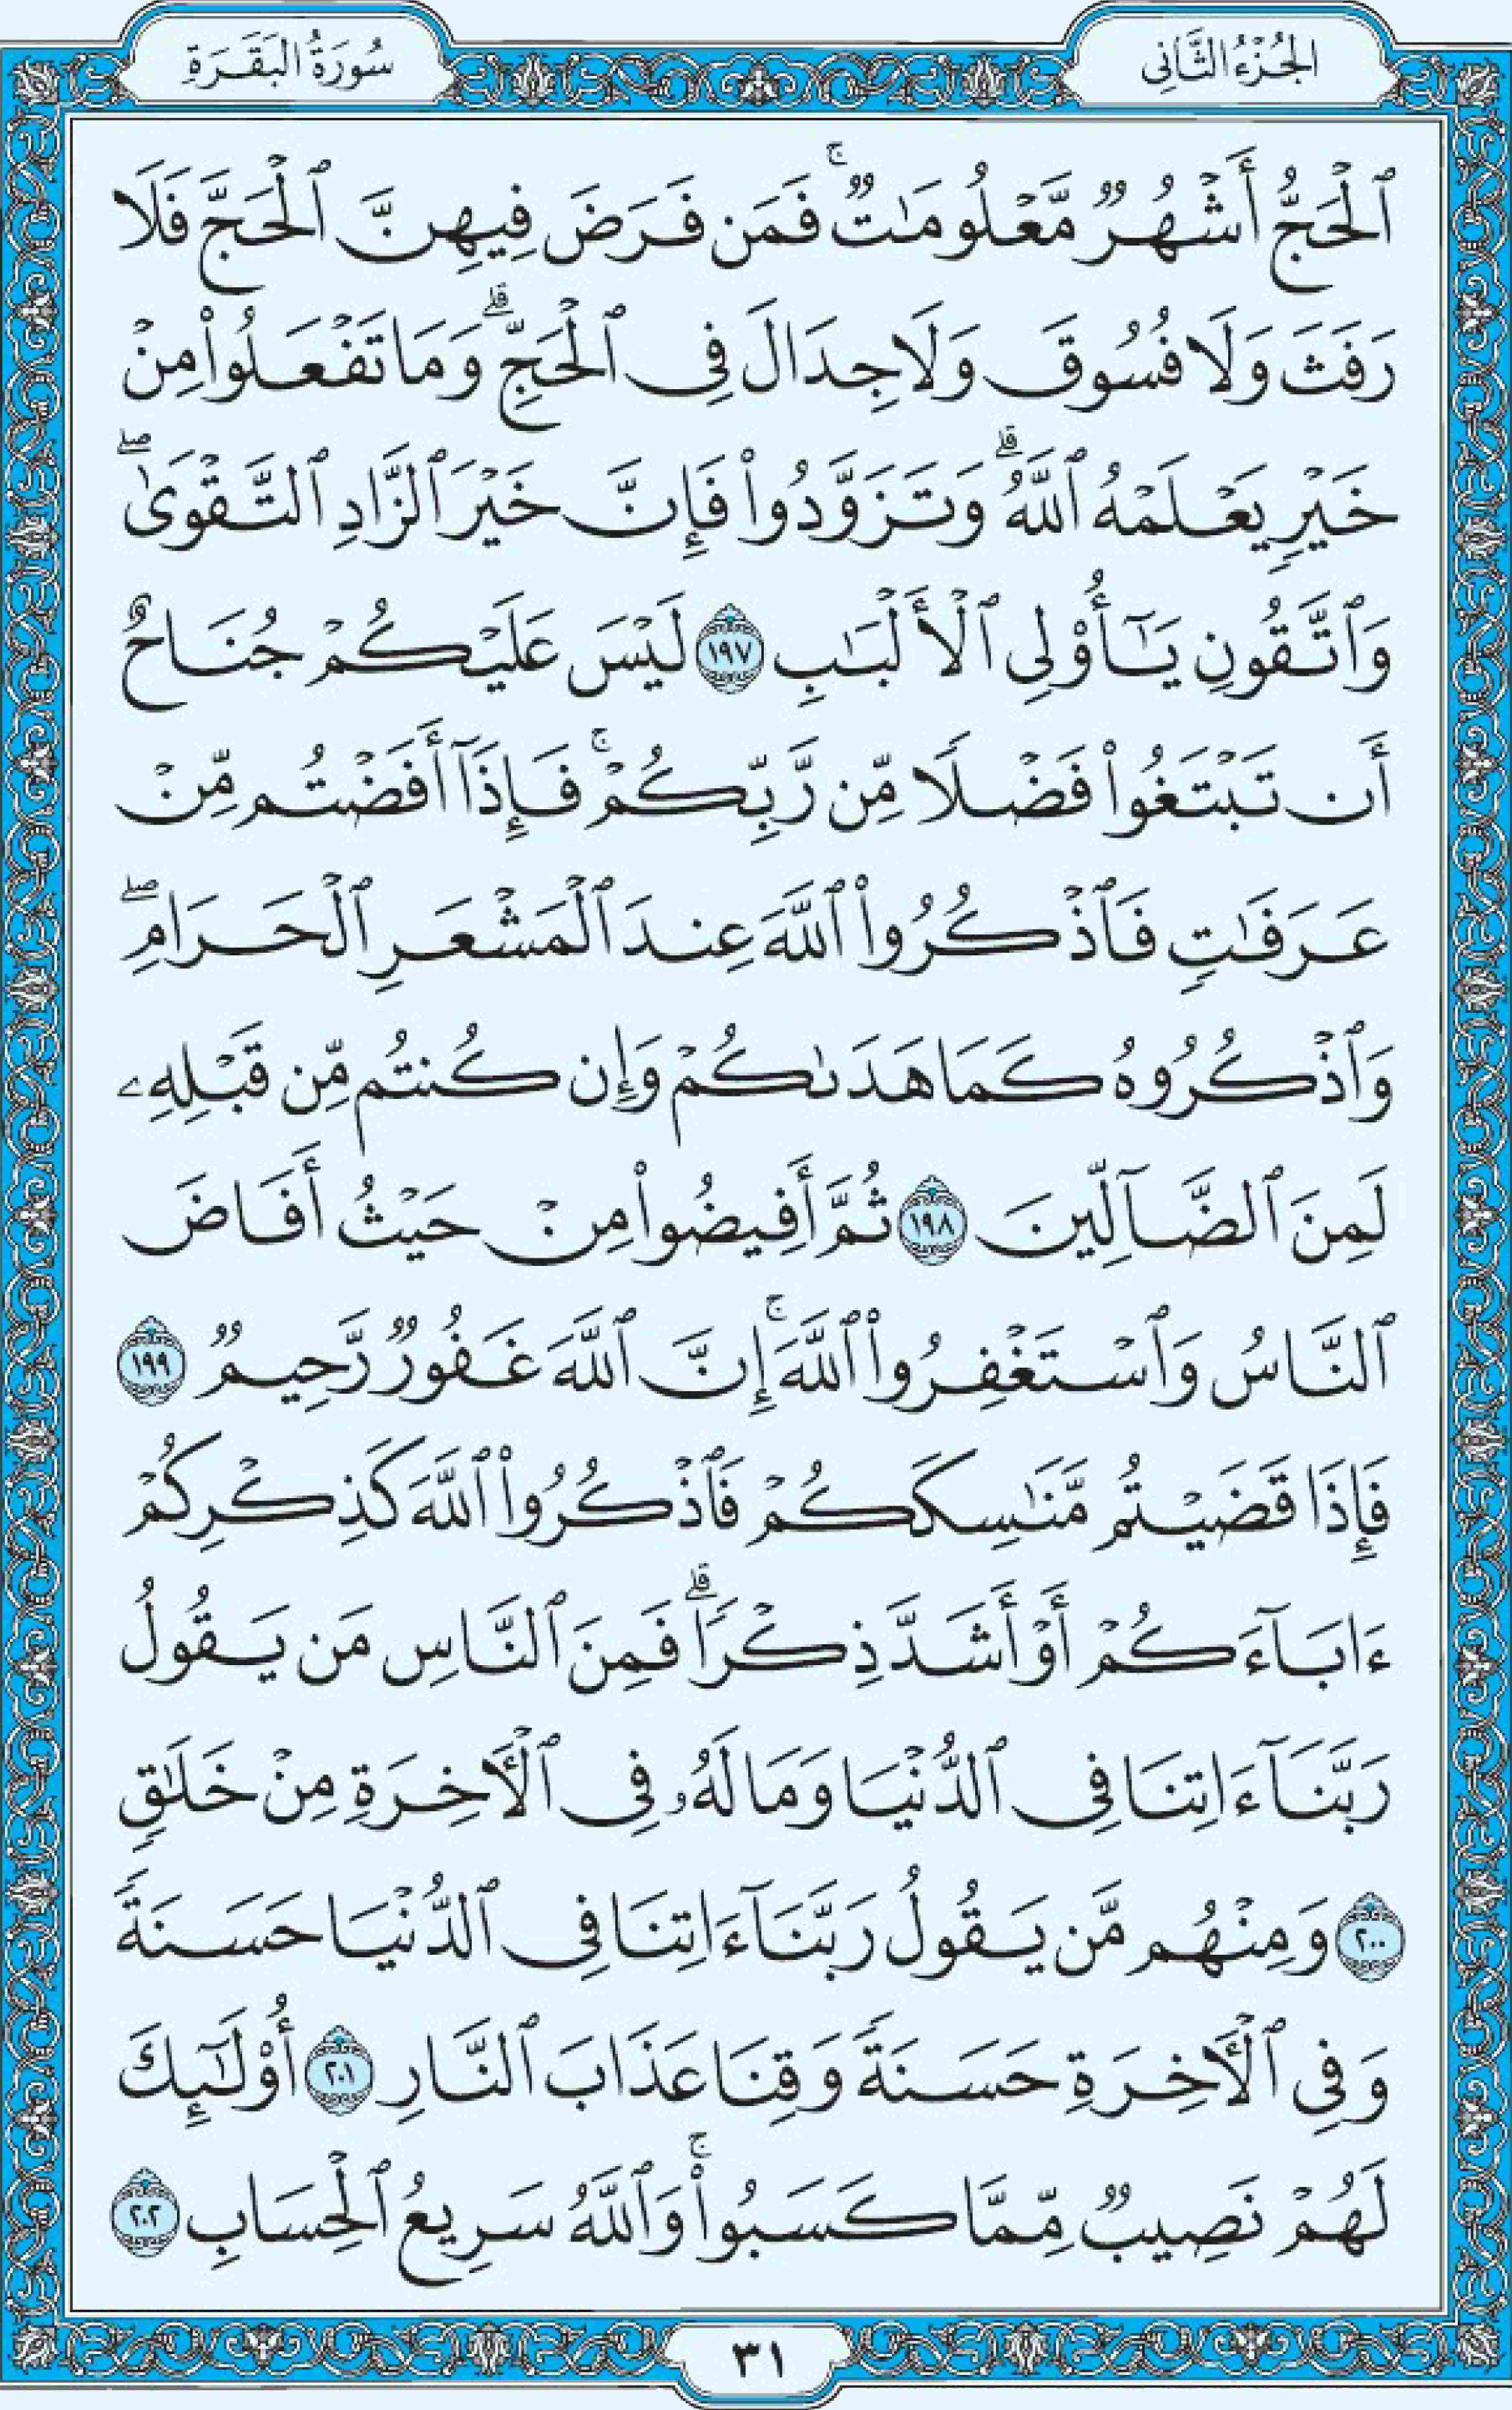 الجُزْءُ الثَّانِي
سُورَةُ البَقَرَةِ
ٱلْحَجُّ أَشْهُرٌ مَّعْلُومَٰتٌ ۚ فَمَن فَرَضَ فِيهِنَّ ٱلْحَجَّ فَلَا
رَفَثَ وَلَا فُسُوقَ وَلَا جِدَالَ فِى ٱلْحَجِّ ۗ وَمَا تَفْعَلُوا۟ مِنْ
خَيْرٍ يَعْلَمْهُ ٱللَّهُ ۗ وَتَزَوَّدُوا۟ فَإِنَّ خَيْرَ ٱلزَّادِ ٱلتَّقْوَىٰ ۖ
وَٱتَّقُونِ يَٰٓأُو۟لِى ٱلْأَلْبَٰبِ ١٩٧ لَيْسَ عَلَيْكُمْ جُنَاحٌ
أَن تَبْتَغُوا۟ فَضْلًا مِّن رَّبِّكُمْ ۚ فَإِذَآ أَفَضْتُم مِّنْ
عَرَفَٰتٍ فَٱذْكُرُوا۟ ٱللَّهَ عِندَ ٱلْمَشْعَرِ ٱلْحَرَامِ ۖ
وَٱذْكُرُوهُ كَمَا هَدَىٰكُمْ وَإِن كُنتُم مِّن قَبْلِهِۦ
لَمِنَ ٱلضَّآلِّينَ ١٩٨ ثُمَّ أَفِيضُوا۟ مِنْ حَيْثُ أَفَاضَ
ٱلنَّاسُ وَٱسْتَغْفِرُوا۟ ٱللَّهَ ۚ إِنَّ ٱللَّهَ غَفُورٌ رَّحِيمٌ ١٩٩
فَإِذَا قَضَيْتُم مَّنَٰسِكَكُمْ فَٱذْكُرُوا۟ ٱللَّهَ كَذِكْرِكُمْ
ءَابَآءَكُمْ أَوْ أَشَدَّ ذِكْرًا ۗ فَمِنَ ٱلنَّاسِ مَن يَقُولُ
رَبَّنَآ ءَاتِنَا فِى ٱلدُّنْيَا وَمَا لَهُۥ فِى ٱلْأَخِرَةِ مِنْ خَلَٰقٍ
٢٠٠ وَمِنْهُم مَّن يَقُولُ رَبَّنَآ ءَاتِنَا فِى ٱلدُّنْيَا حَسَنَةً
وَفِى ٱلْأَخِرَةِ حَسَنَةً وَقِنَا عَذَابَ ٱلنَّارِ ٢٠١ أُو۟لَٰٓئِكَ
لَهُمْ نَصِيبٌ مِّمَّا كَسَبُوا۟ ۚ وَٱللَّهُ سَرِيعُ ٱلْحِسَابِ ٢٠٢
٣١